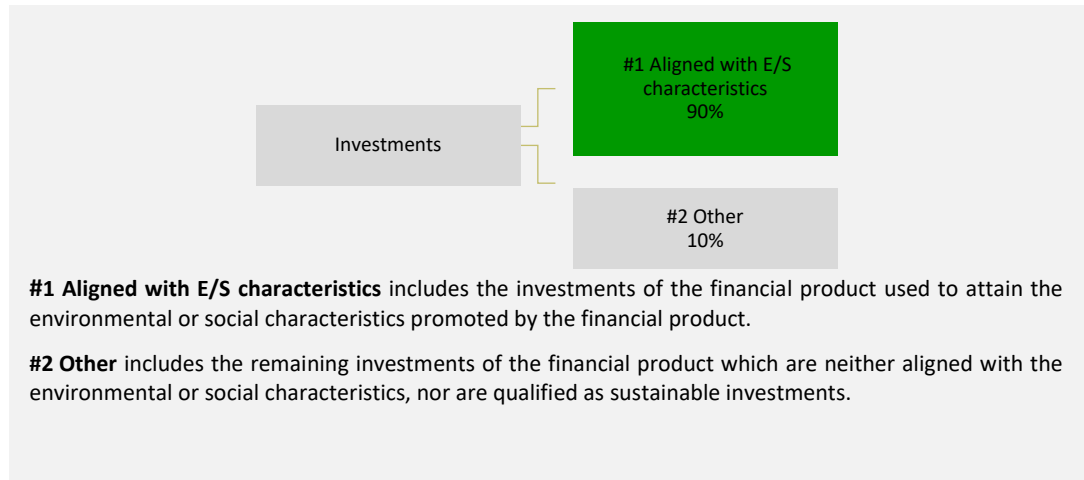 #1 Aligned with E/S
characteristics
90%
Investments
#2 Other
10%
#1 Aligned with E/S characteristics includes the investments of the financial product used to attain the
environmental or social characteristics promoted by the financial product.
#2 Other includes the remaining investments of the financial product which are neither aligned with the
environmental or social characteristics, nor are qualified as sustainable investments.